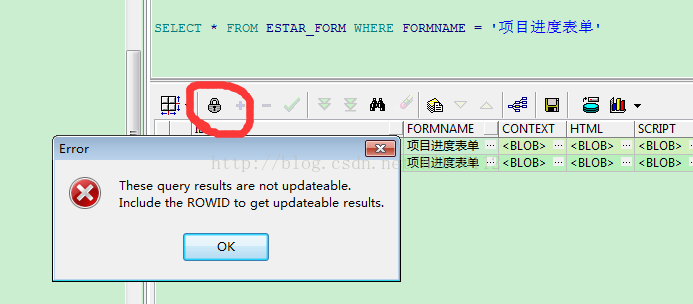 SELECT * FROM ESTAR_FORM WHERE FORMNAME = '项目进度表单'
FORMNAME CONTEXT HTML SCRIPT
项目进度表单 ... <BLOB> ... <BLOB> ... <BLOB> ...
项目进度表单 ... <BLOB> ... <BLOB> ... <BLOB> ...
Error
http://blog.csdn.ne
These query results are not updateable.
Include the ROWID to get updateable results.
OK